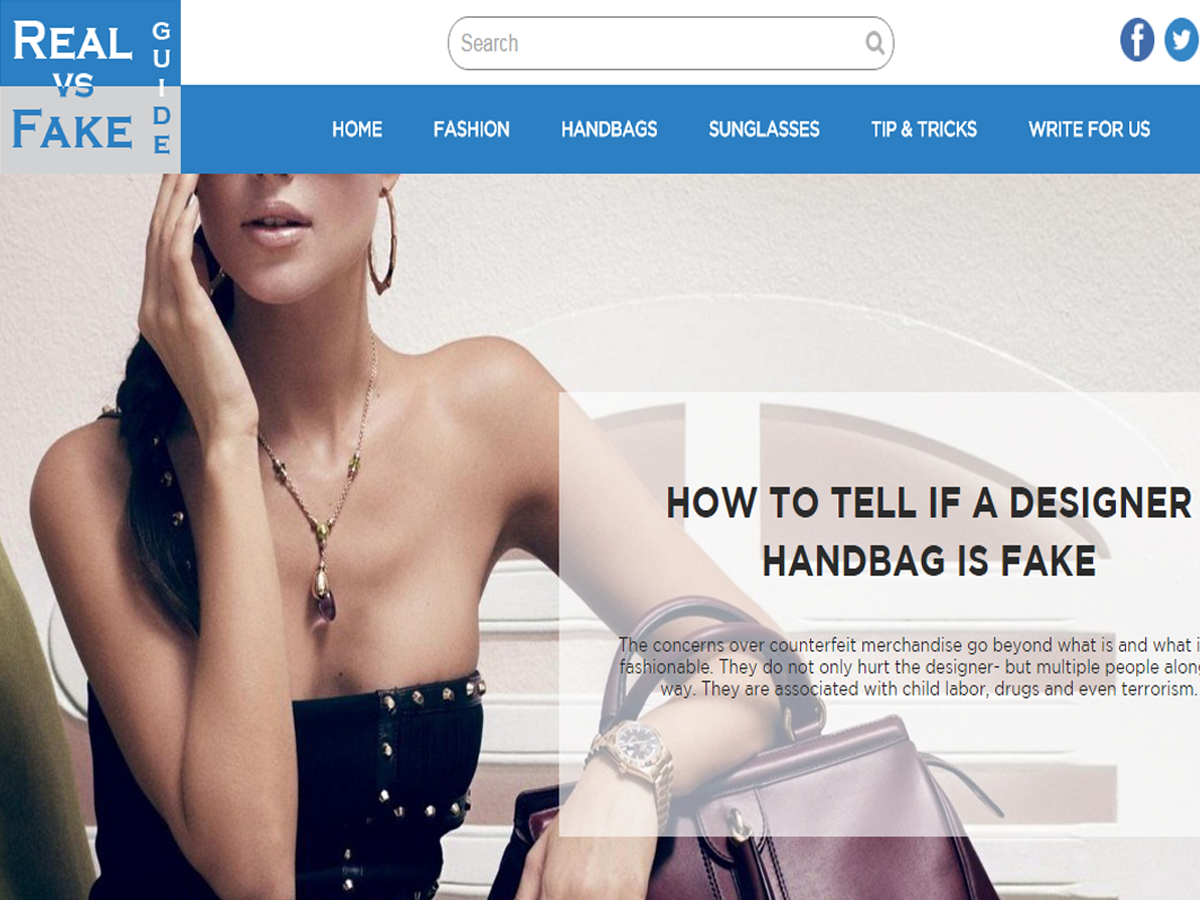 REAL
VS
FAKE
GUIDE
Search
HOME FASHION HANDBAGS SUNGLASSES TIP & TRICKS WRITE FOR US
HOW TO TELL IF A DESIGNER
HANDBAG IS FAKE
The concerns over counterfeit merchandise go beyond what is and what i
fashionable. They do not only hurt the designer- but multiple people along
way. They are associated with child labor, drugs and even terrorism.